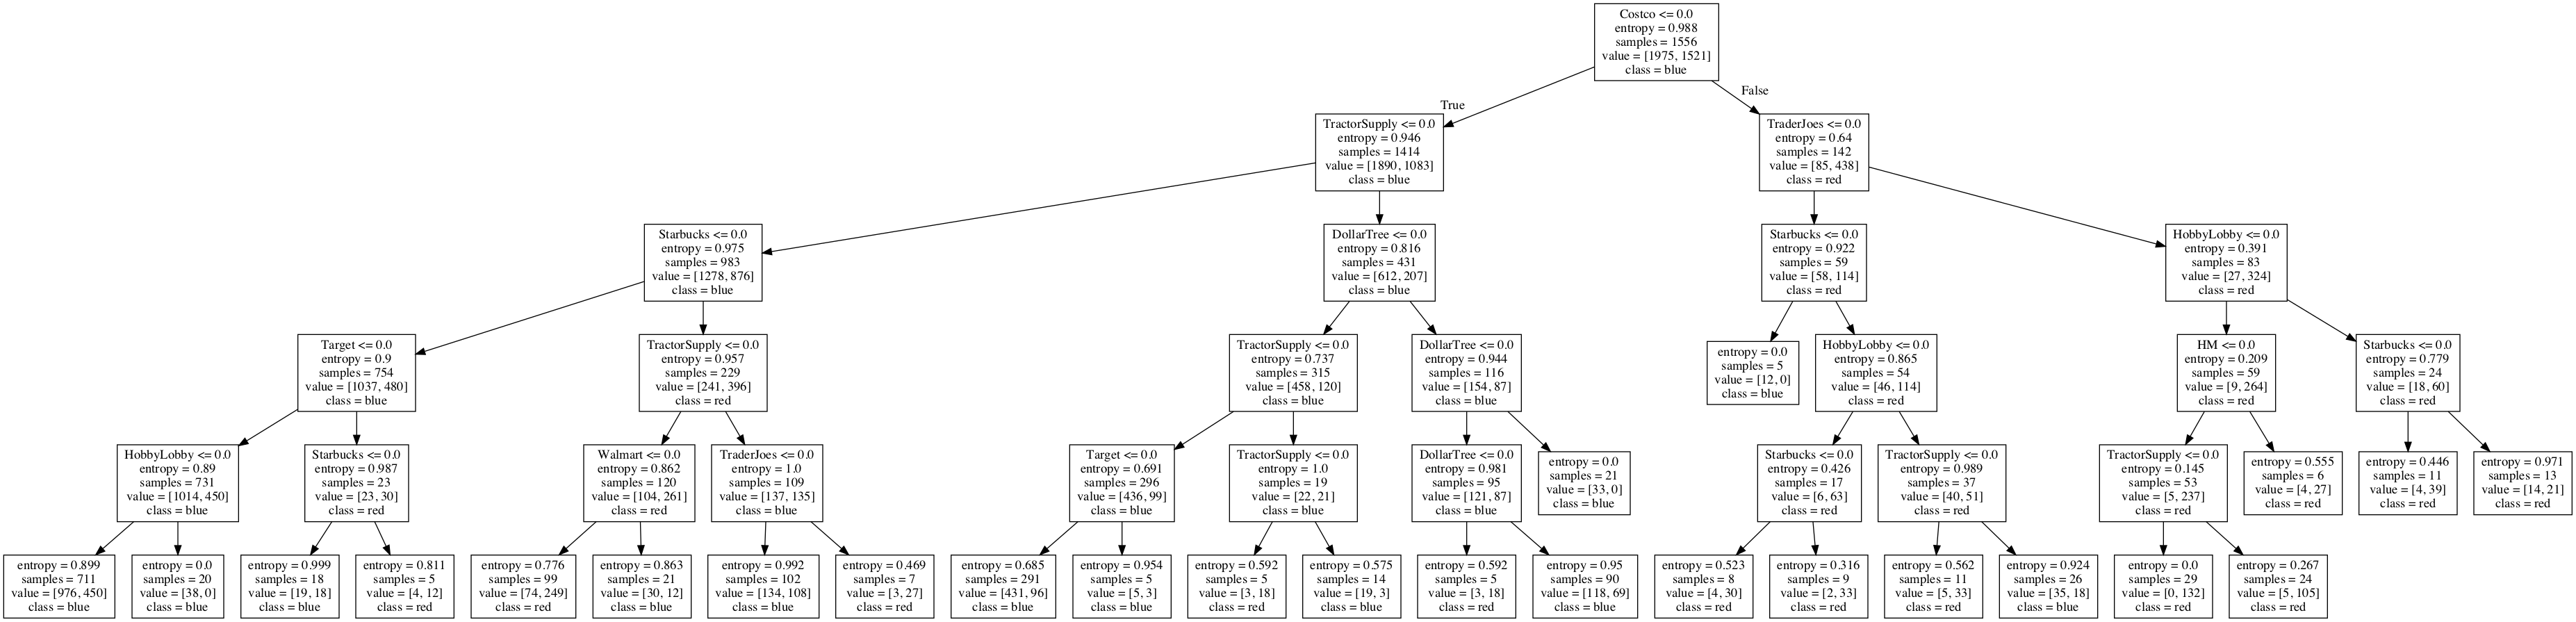 Costco <= 0.0
entropy = 0.988
samples = 1556
value = [1975, 1521]
class = blue
True
False
TractorSupply <= 0.0
entropy = 0.946
samples = 1414
value = [1890, 1083]
class = blue
TraderJoes <= 0.0
entropy = 0.64
samples = 142
value = [85, 438]
class = red
Starbucks <= 0.0
entropy = 0.975
samples = 983
value = [1278, 876]
class = blue
DollarTree <= 0.0
entropy = 0.816
samples = 431
value = [612, 207]
class = blue
Starbucks <= 0.0
entropy = 0.922
samples = 59
value = [58, 114]
class = red
HobbyLobby <= 0.0
entropy = 0.391
samples = 83
value = [27, 324]
class = red
Target <= 0.0
entropy = 0.9
samples = 754
value = [1037, 480]
class = blue
TractorSupply <= 0.0
entropy = 0.957
samples = 229
value = [241, 396]
class = red
TractorSupply <= 0.0
entropy = 0.737
samples = 315
value = [458, 120]
class = blue
DollarTree <= 0.0
entropy = 0.944
samples = 116
value = [154, 87]
class = blue
entropy = 0.0
samples = 5
value = [12, 0]
class = blue
HobbyLobby <= 0.0
entropy = 0.865
samples = 54
value = [46, 114]
class = red
HM <= 0.0
entropy = 0.209
samples = 59
value = [9, 264]
class = red
Starbucks <= 0.0
entropy = 0.779
samples = 24
value = [18, 60]
class = red
HobbyLobby <= 0.0
entropy = 0.89
samples = 731
value = [1014, 450]
class = blue
Starbucks <= 0.0
entropy = 0.987
samples = 23
value = [23, 30]
class = red
Walmart <= 0.0
entropy = 0.862
samples = 120
value = [104, 261]
class = red
TraderJoes <= 0.0
entropy = 1.0
samples = 109
value = [137, 135]
class = blue
Target <= 0.0
entropy = 0.691
samples = 296
value = [436, 99]
class = blue
TractorSupply <= 0.0
entropy = 1.0
samples = 19
value = [22, 21]
class = blue
DollarTree <= 0.0
entropy = 0.981
samples = 95
value = [121, 87]
class = blue
entropy = 0.0
samples = 21
value = [33, 0]
class = blue
Starbucks <= 0.0
entropy = 0.426
samples = 17
value = [6, 63]
class = red
TractorSupply <= 0.0
entropy = 0.989
samples = 37
value = [40, 51]
class = red
TractorSupply <= 0.0
entropy = 0.145
samples = 53
value = [5, 237]
class = red
entropy = 0.555
samples = 6
value = [4, 27]
class = red
entropy = 0.446
samples = 11
value = [4, 39]
class = red
entropy = 0.971
samples = 13
value = [14, 21]
class = red
entropy = 0.899
samples = 711
value = [976, 450]
class = blue
entropy = 0.0
samples = 20
value = [38, 0]
class = blue
entropy = 0.999
samples = 18
value = [19, 18]
class = blue
entropy = 0.811
samples = 5
value = [4, 12]
class = red
entropy = 0.776
samples = 99
value = [74, 249]
class = red
entropy = 0.863
samples = 21
value = [30, 12]
class = blue
entropy = 0.992
samples = 102
value = [134, 108]
class = blue
entropy = 0.469
samples = 7
value = [3, 27]
class = red
entropy = 0.685
samples = 291
value = [431, 96]
class = blue
entropy = 0.954
samples = 5
value = [5, 3]
class = blue
entropy = 0.592
samples = 5
value = [3, 18]
class = red
entropy = 0.575
samples = 14
value = [19, 3]
class = blue
entropy = 0.592
samples = 5
value = [3, 18]
class = red
entropy = 0.95
samples = 90
value = [118, 69]
class = blue
entropy = 0.523
samples = 8
value = [4, 30]
class = red
entropy = 0.316
samples = 9
value = [2, 33]
class = red
entropy = 0.562
samples = 11
value = [5, 33]
class = red
entropy = 0.924
samples = 26
value = [35, 18]
class = blue
entropy = 0.0
samples = 29
value = [0, 132]
class = red
entropy = 0.267
samples = 24
value = [5, 105]
class = red